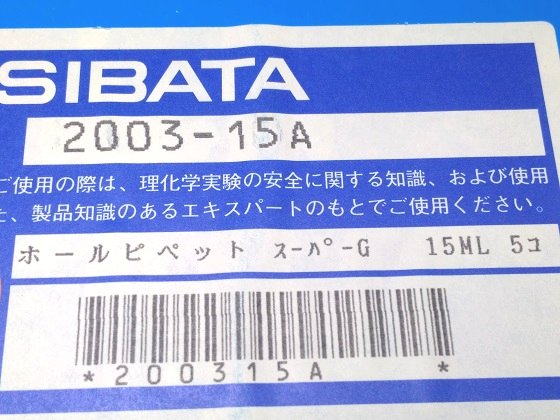 SIBATA
2003-15A
ご使用の際は、理化学実験の安全に関する知識、および使用
た、製品知識のあるエキスパートのもとでご使用ください。
ホールピペット ｽｰﾊﾟｰG 15ML 5ｺ
*200315A *